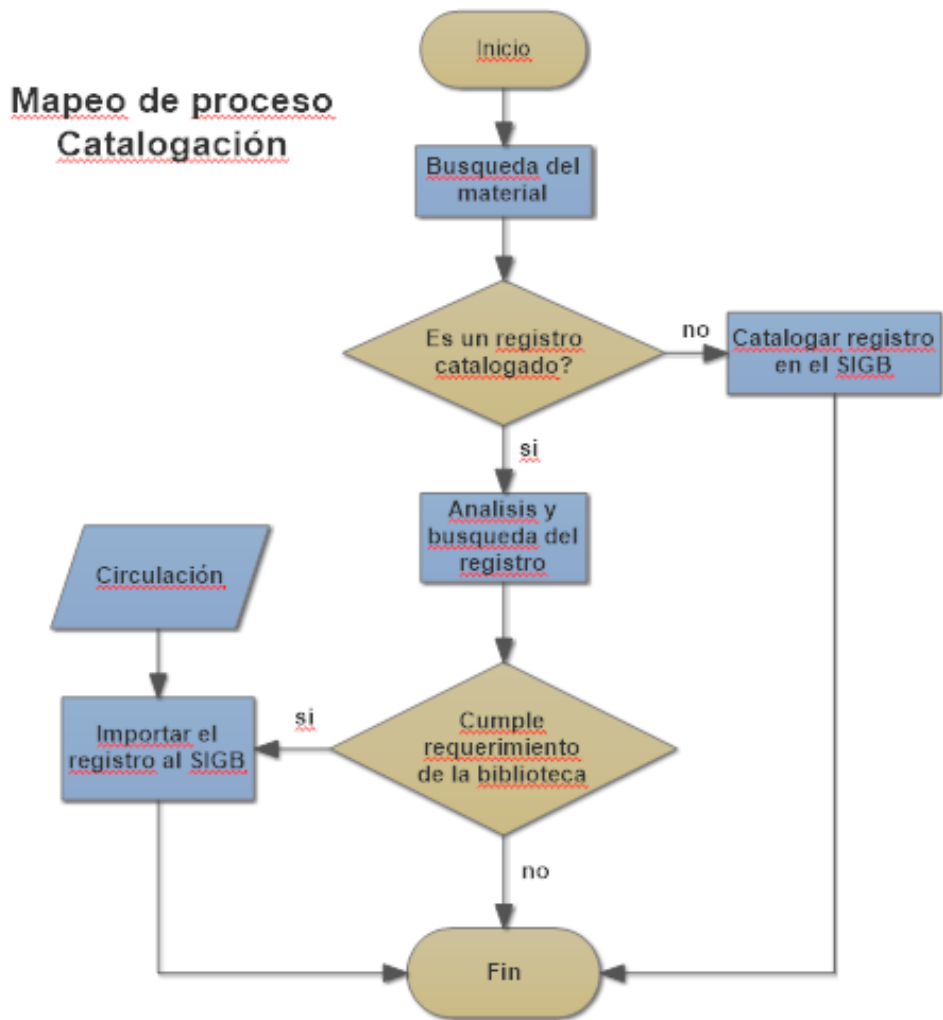 Inicio
Mapeo de proceso
Catalogación
Busqueda del
material
Es un registro
catalogado?
no
Catalogar registro
en el SIGB
si
Analisis y
busqueda del
registro
Circulación
Cumple
requerimiento
de la biblioteca
si
Importar el
registro al SIGB
no
Fin